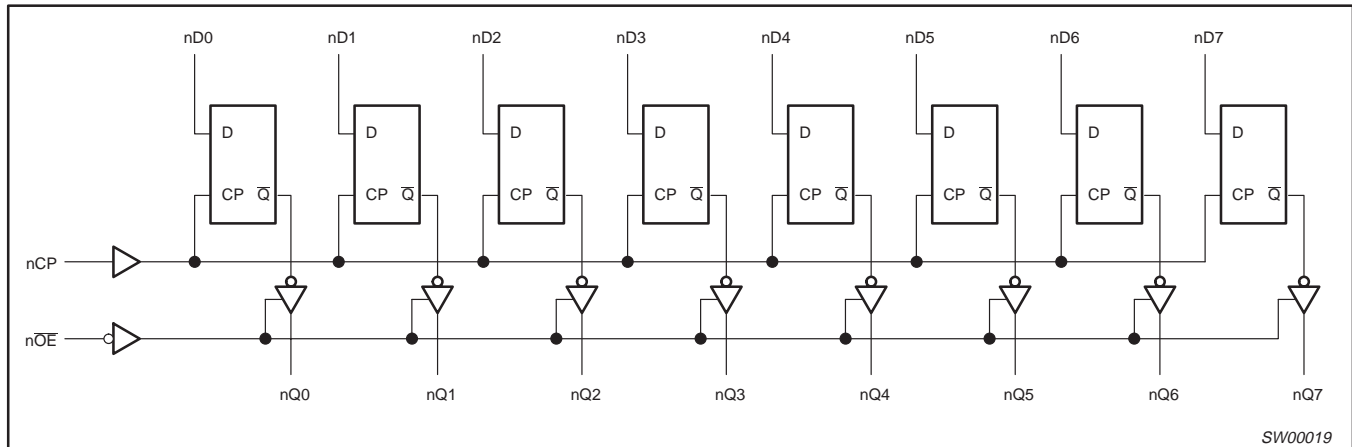 nD0 nD1 nD2 nD3 nD4 nD5 nD6 nD7
D D D D D D D D
CP Q̅ CP Q̅ CP Q̅ CP Q̅ CP Q̅ CP Q̅ CP Q̅ CP Q̅
nCP
nO̅E̅
nQ0 nQ1 nQ2 nQ3 nQ4 nQ5 nQ6 nQ7
SW00019